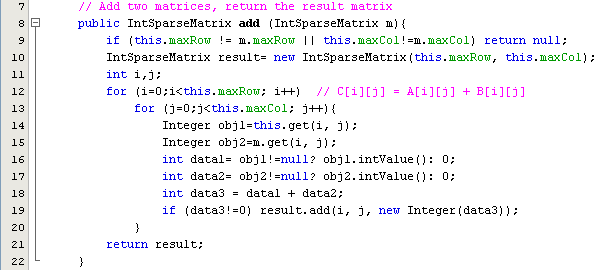 7 // Add two matrices, return the result matrix
8 public IntSparseMatrix add (IntSparseMatrix m){
9 if (this.maxRow != m.maxRow || this.maxCol!=m.maxCol) return null;
10 IntSparseMatrix result= new IntSparseMatrix(this.maxRow, this.maxCol);
11 int i,j;
12 for (i=0;i<this.maxRow; i++) // C[i][j] = A[i][j] + B[i][j]
13 for (j=0;j<this.maxCol; j++){
14 Integer obj1=this.get(i, j);
15 Integer obj2=m.get(i, j);
16 int data1= obj1!=null? obj1.intValue(): 0;
17 int data2= obj2!=null? obj2.intValue(): 0;
18 int data3 = data1 + data2;
19 if (data3!=0) result.add(i, j, new Integer(data3));
20 }
21 return result;
22 }